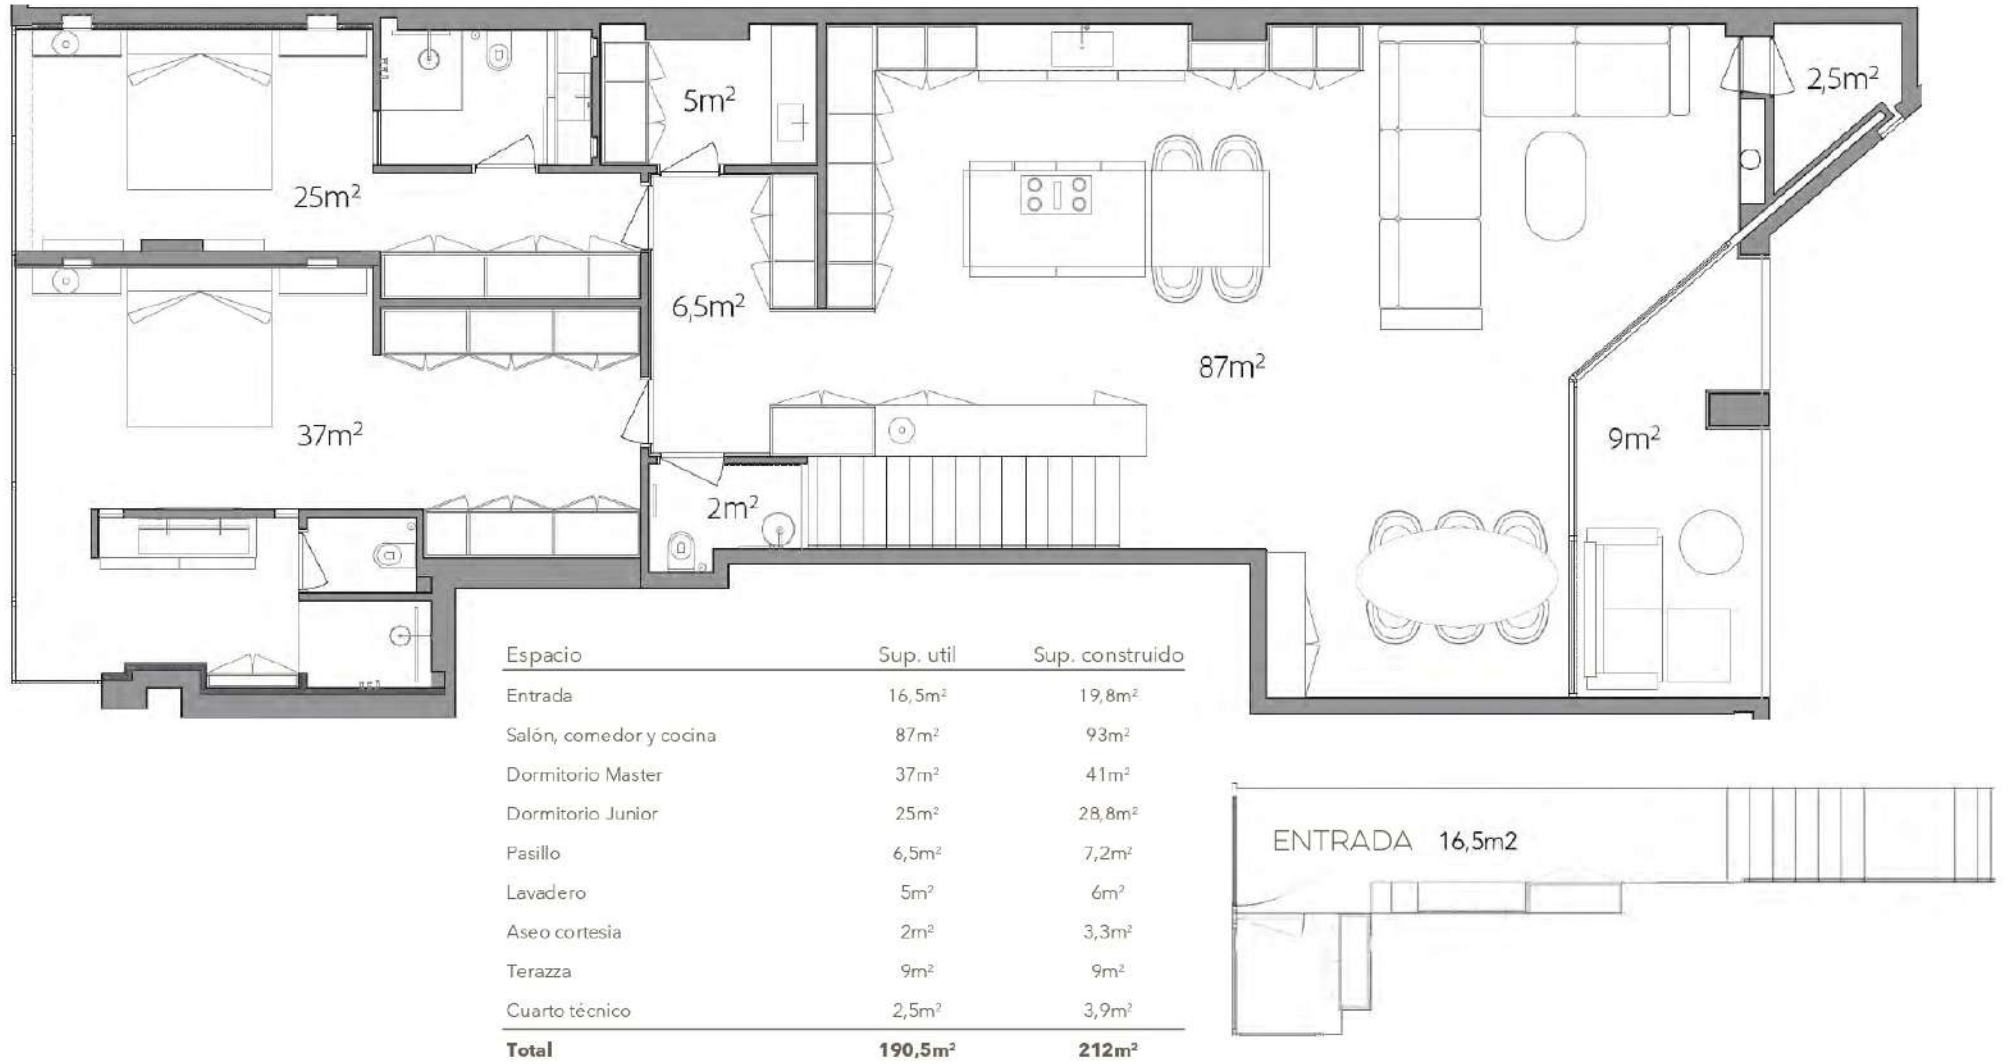 5m²
2,5m²
25m²
6,5m²
87m²
37m²
9m²
2m²
Espacio Sup. util Sup. construido
Entrada 16,5m² 19,8m²
Salón, comedor y cocina 87m² 93m²
Dormitorio Master 37m² 41m²
Dormitorio Junior 25m² 28,8m²
Pasillo 6,5m² 7,2m²
Lavadero 5m² 6m²
Aseo cortesia 2m² 3,3m²
Terazza 9m² 9m²
Cuarto técnico 2,5m² 3,9m²
Total 190,5m² 212m²
ENTRADA 16,5m2